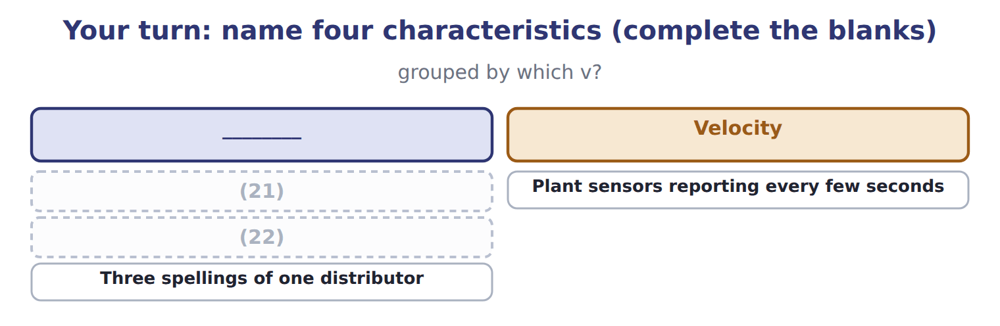 Your turn: name four characteristics (complete the blanks)
grouped by which v?
________
(21)
(22)
Three spellings of one distributor
Velocity
Plant sensors reporting every few seconds